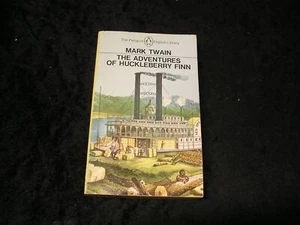 The Penguin English Library
MARK TWAIN
THE ADVENTURES
OF HUCKLEBERRY FINN